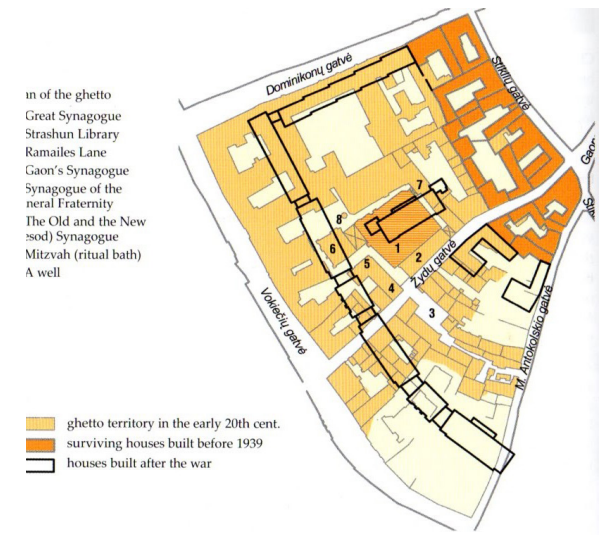 an of the ghetto
Great Synagogue
Strashun Library
Ramailes Lane
Gaon's Synagogue
Synagogue of the
neral Fraternity
The Old and the New
esod) Synagogue
Mitzvah (ritual bath)
A well
Dominikonų gatvė
Stiklių gatvė
Gaon
7
8
6
1
5
2
4
Žydų gatvė
3
Vokiečių gatvė
M. Antokolskio gatvė
ghetto territory in the early 20th cent.
surviving houses built before 1939
houses built after the war